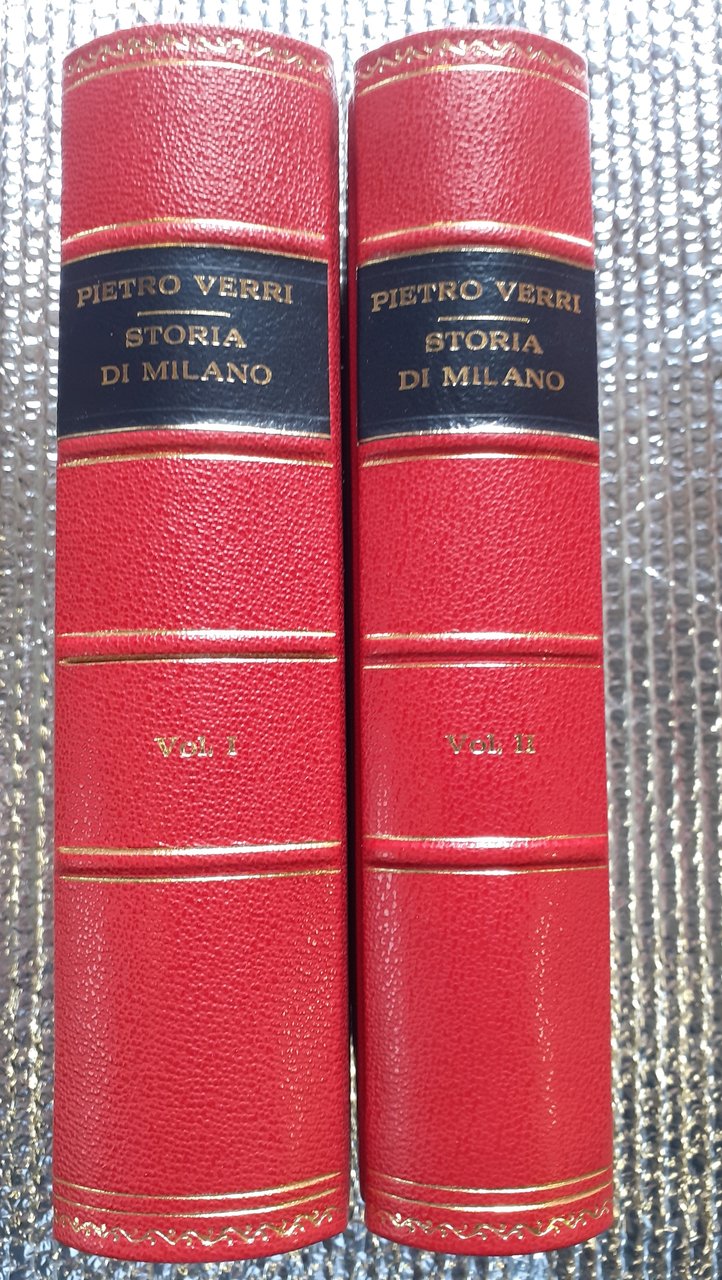 PIETRO VERRI
STORIA
DI MILANO
Vol. I
PIETRO VERRI
STORIA
DI MILANO
Vol. II